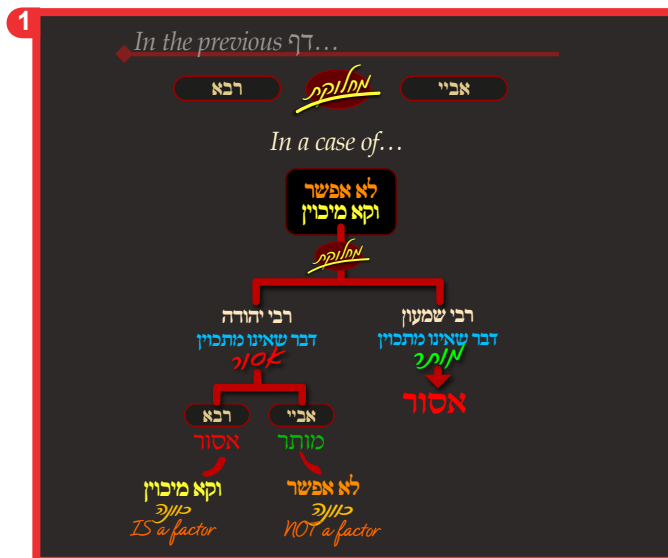 1
In the previous דף...
אביי מחלוקת רבא
In a case of...
לא אפשר
וקא מיכוין
מחלוקת
רבי שמעון
דבר שאינו מתכוין
מותר
אסור
רבי יהודה
דבר שאינו מתכוין
אסור
אביי
מותר
לא אפשר
כוונה
NOT a factor
רבא
אסור
וקא מיכוין
כוונה
IS a factor